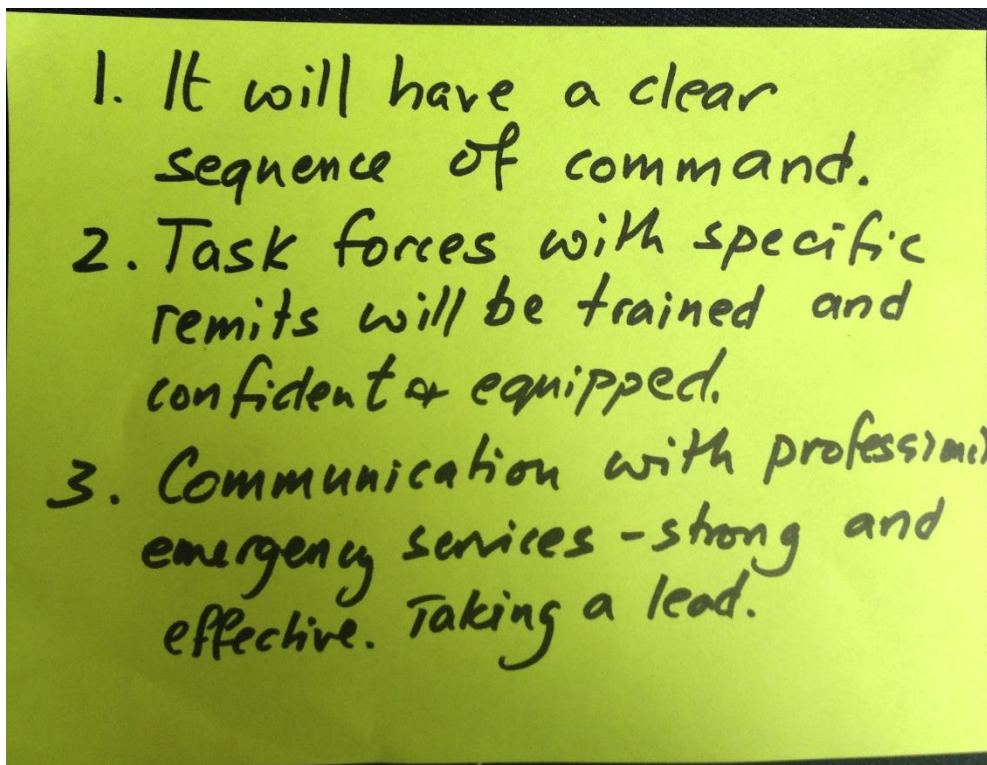 1. It will have a clear
sequence of command.
2. Task forces with specific
remits will be trained and
confident & equipped.
3. Communication with professional
emergency services - strong and
effective. Taking a lead.